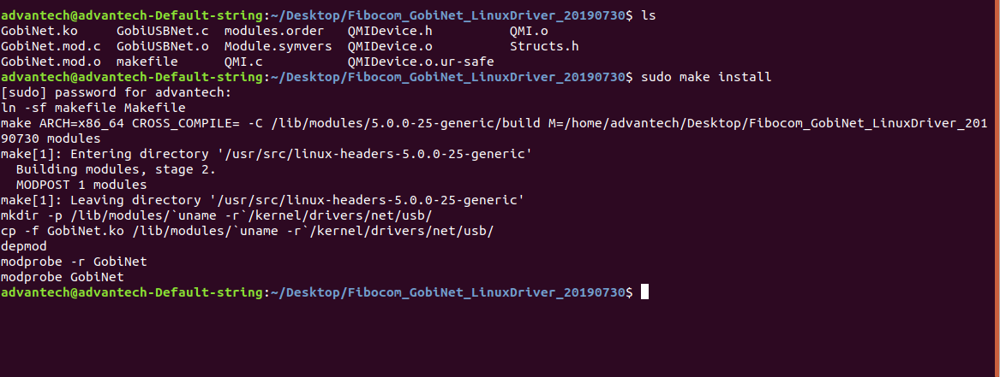 advantech@advantech-Default-string:~/Desktop/Fibocom_GobiNet_LinuxDriver_20190730$ ls
GobiNet.ko     GobiUSBNet.c  modules.order   QMIDevice.h          QMI.o
GobiNet.mod.c  GobiUSBNet.o  Module.symvers  QMIDevice.o          Structs.h
GobiNet.mod.o  makefile      QMI.c           QMIDevice.o.ur-safe
advantech@advantech-Default-string:~/Desktop/Fibocom_GobiNet_LinuxDriver_20190730$ sudo make install
[sudo] password for advantech:
ln -sf makefile Makefile
make ARCH=x86_64 CROSS_COMPILE= -C /lib/modules/5.0.0-25-generic/build M=/home/advantech/Desktop/Fibocom_GobiNet_LinuxDriver_201
90730 modules
make[1]: Entering directory '/usr/src/linux-headers-5.0.0-25-generic'
  Building modules, stage 2.
  MODPOST 1 modules
make[1]: Leaving directory '/usr/src/linux-headers-5.0.0-25-generic'
mkdir -p /lib/modules/`uname -r`/kernel/drivers/net/usb/
cp -f GobiNet.ko /lib/modules/`uname -r`/kernel/drivers/net/usb/
depmod
modprobe -r GobiNet
modprobe GobiNet
advantech@advantech-Default-string:~/Desktop/Fibocom_GobiNet_LinuxDriver_20190730$